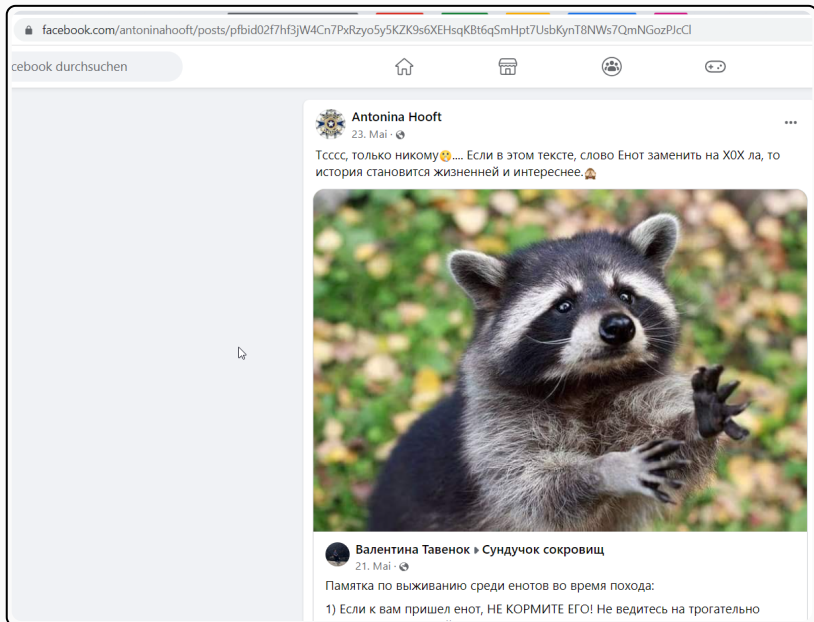 facebook.com/antoninahooft/posts/pfbid02f7hf3jW4Cn7PxRzyo5y5KZK9s6XEHsqKBt6qSmHpt7UsbKynT8NWs7QmNGozPJcCl
cebook durchsuchen
Antonina Hooft
23. Mai
Тсссс, только никому.... Если в этом тексте, слово Енот заменить на ХОХ ла, то
история становится жизненней и интереснее.
Валентина Тавенок Сундучок сокровищ
21. Mai
Памятка по выживанию среди енотов во время похода:
1) Если к вам пришел енот, НЕ КОРМИТЕ ЕГО! Не ведитесь на трогательно